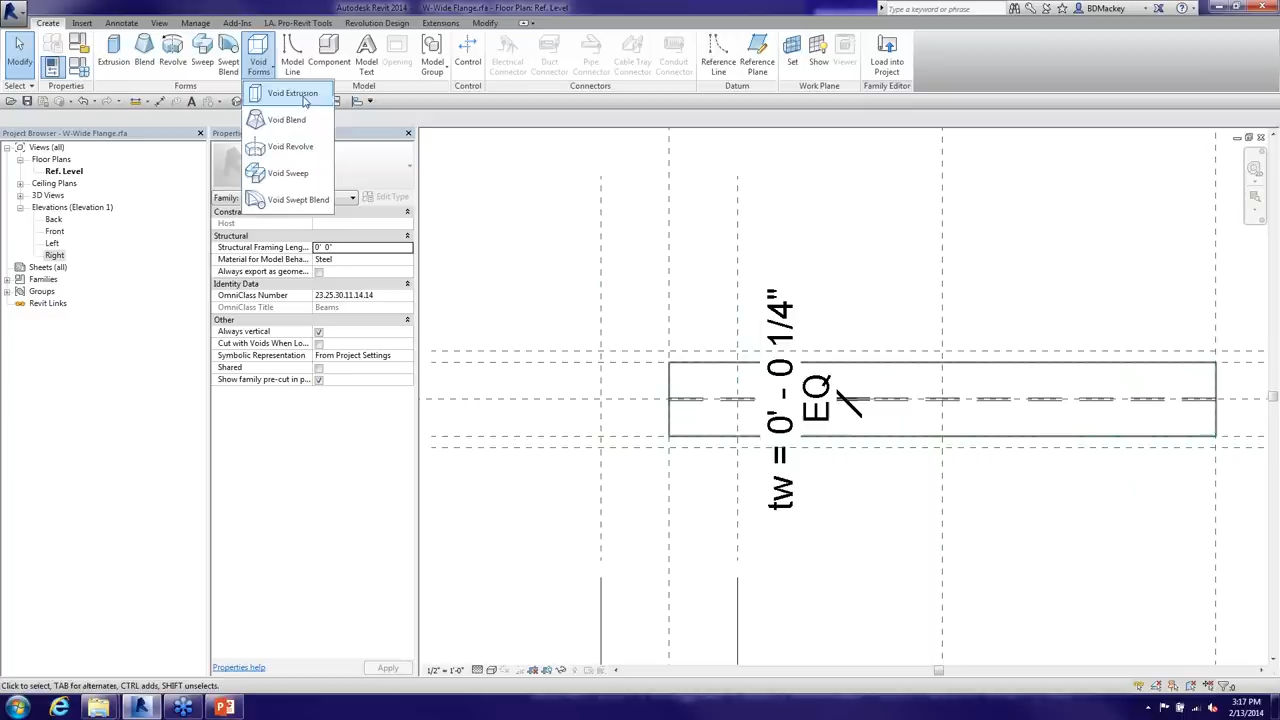 Autodesk Revit 2014 - W-Wide Flange.rfa - Floor Plan: Ref. Level
Type a keyword or phrase
BDMackey
Create
Insert
Annotate
View
Manage
Add-Ins
Revolution Design
Extensions
Modify
Modify
Extrusion
Blend
Revolve
Sweep
Swept Blend
Void Forms
Model Line
Component
Model Text
Opening
Model Group
Control
Electrical Connector
Duct Connector
Pipe Connector
Cable Tray Connector
Conduit Connector
Reference Line
Reference Plane
Set
Show
Viewer
Load into Project
Select
Properties
Forms
Model
Control
Connectors
Datum
Work Plane
Family Editor
Void Extrusion
Void Blend
Void Revolve
Void Sweep
Void Swept Blend
Project Browser - W-Wide Flange.rfa
Views (all)
Floor Plans
Ref. Level
Ceiling Plans
3D Views
Elevations (Elevation 1)
Back
Front
Left
Right
Sheets (all)
Families
Groups
Revit Links
Family:
Edit Type
Host
Structural
Structural Framing Leng... 0' 0"
Material for Model Beha... Steel
Always export as geome...
Identity Data
OmniClass Number 23.25.30.11.14.14
OmniClass Title Beams
Other
Always vertical
Cut with Voids When Lo...
Symbolic Representation From Project Settings
Shared
Show family pre-cut in p...
Properties help
Apply
tw = 0' - 0 1/4"
EQ
1/2" = 1'-0"
Click to select, TAB for alternates, CTRL adds, SHIFT unselects.
:0
3:17 PM
2/13/2014